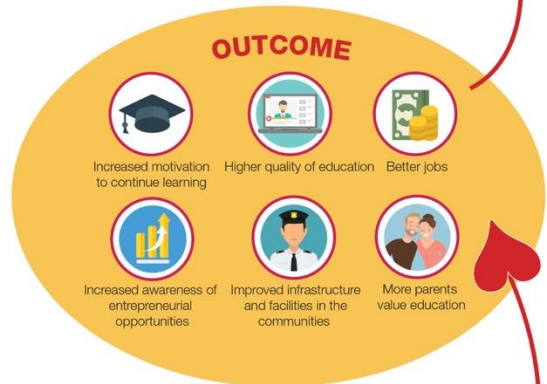 OUTCOME
Increased motivation
to continue learning
Higher quality of education
Better jobs
Increased awareness of
entrepreneurial
opportunities
Improved infrastructure
and facilities in the
communities
More parents
value education